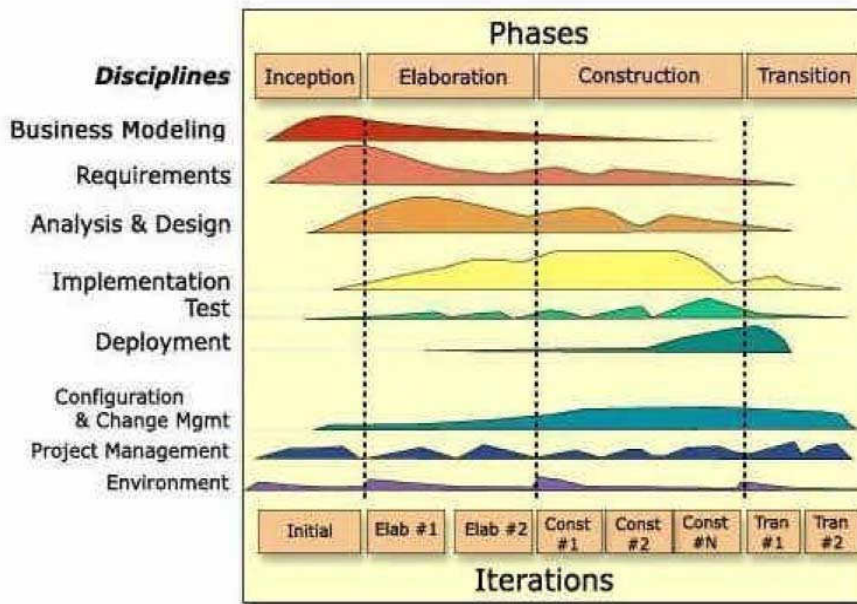 Phases
Disciplines Inception Elaboration Construction Transition
Business Modeling
Requirements
Analysis & Design
Implementation
Test
Deployment
Configuration
& Change Mgmt
Project Management
Environment
Initial Elab #1 Elab #2 Const #1 Const #2 Const #N Tran #1 Tran #2
Iterations